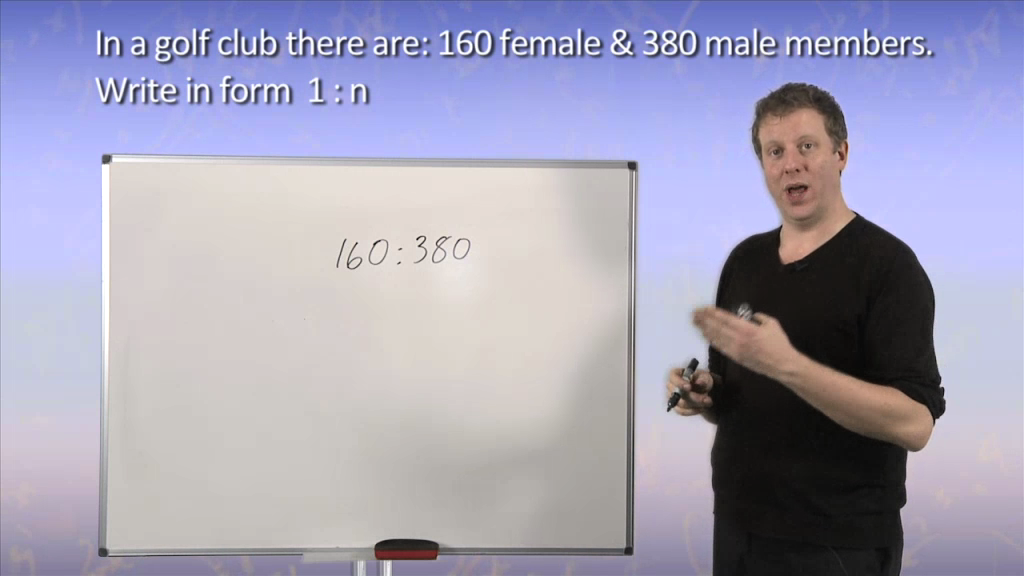 In a golf club there are: 160 female & 380 male members.
Write in form 1 : n
160:380